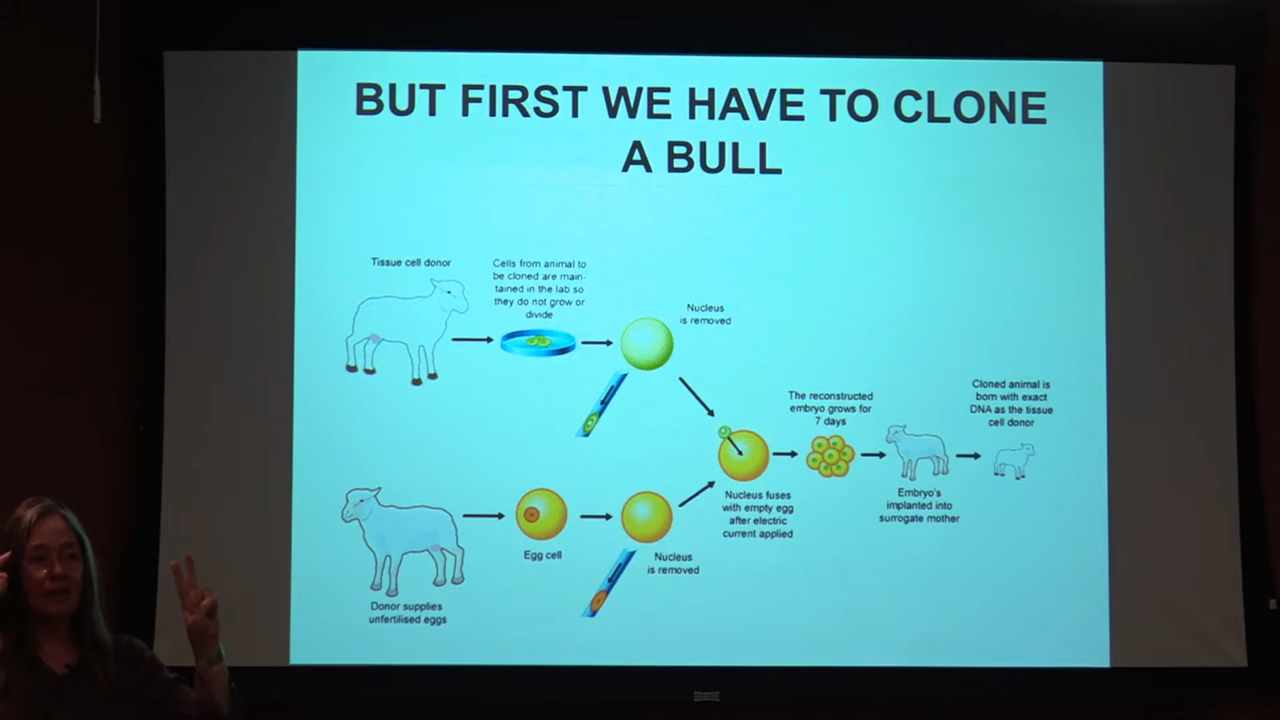 BUT FIRST WE HAVE TO CLONE
A BULL
Tissue cell donor
Cells from animal to
be cloned are main-
tained in the lab so
they do not grow or
divide
Nucleus
is removed
The reconstructed
embryo grows for
7 days
Cloned animal is
born with exact
DNA as the tissue
cell donor
Nucleus fuses
with empty egg
after electric
current applied
Embryo's
implanted into
surrogate mother
Egg cell
Nucleus
is removed
Donor supplies
unfertilised eggs